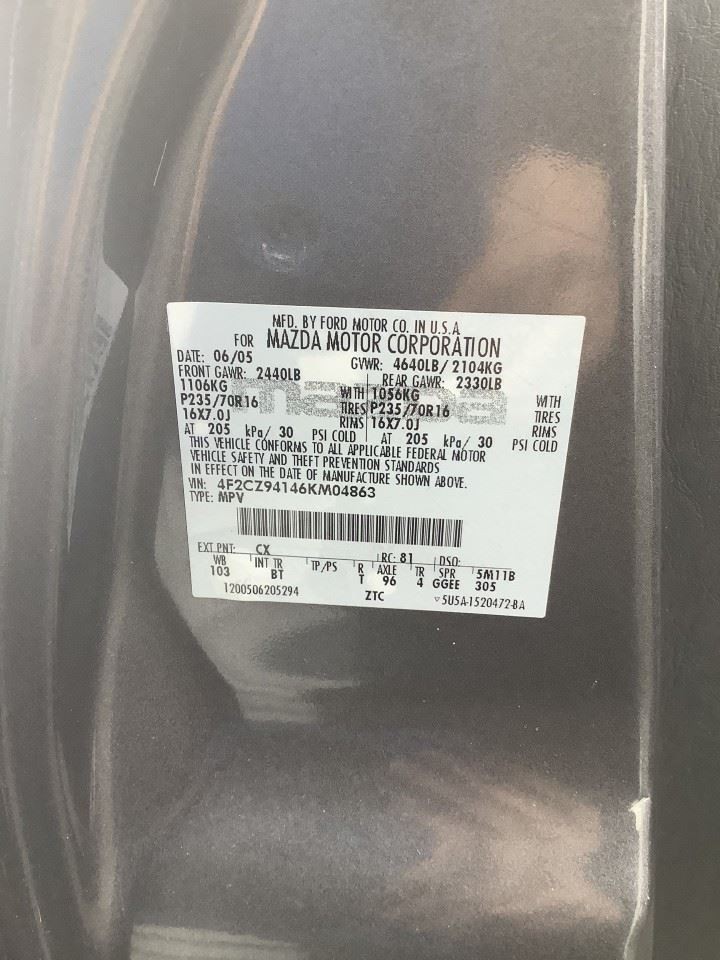 MFD. BY FORD MOTOR CO. IN U.S.A.
FOR MAZDA MOTOR CORPORATION
DATE: 06/05 GVWR: 4640LB/ 2104KG
FRONT GAWR: 2440LB REAR GAWR: 2330LB
1106KG WITH 1056KG WITH
P235/70R16 TIRES P235/70R16 TIRES
16X7.0J RIMS 16X7.0J RIMS
AT 205 kPa/ 30 PSI COLD AT 205 kPa/ 30 PSI COLD
THIS VEHICLE CONFORMS TO ALL APPLICABLE FEDERAL MOTOR
VEHICLE SAFETY AND THEFT PREVENTION STANDARDS
IN EFFECT ON THE DATE OF MANUFACTURE SHOWN ABOVE.
VIN: 4F2CZ94146KM04863
TYPE: MPV
mazda
EXT PNT: CX RC: 81 DSO:
WB INT TR TP/PS R AXLE TR SPR 5M11B
103 BT T 96 4 GGEE 305
1200506205294 ZTC 5U5A-1520472-BA